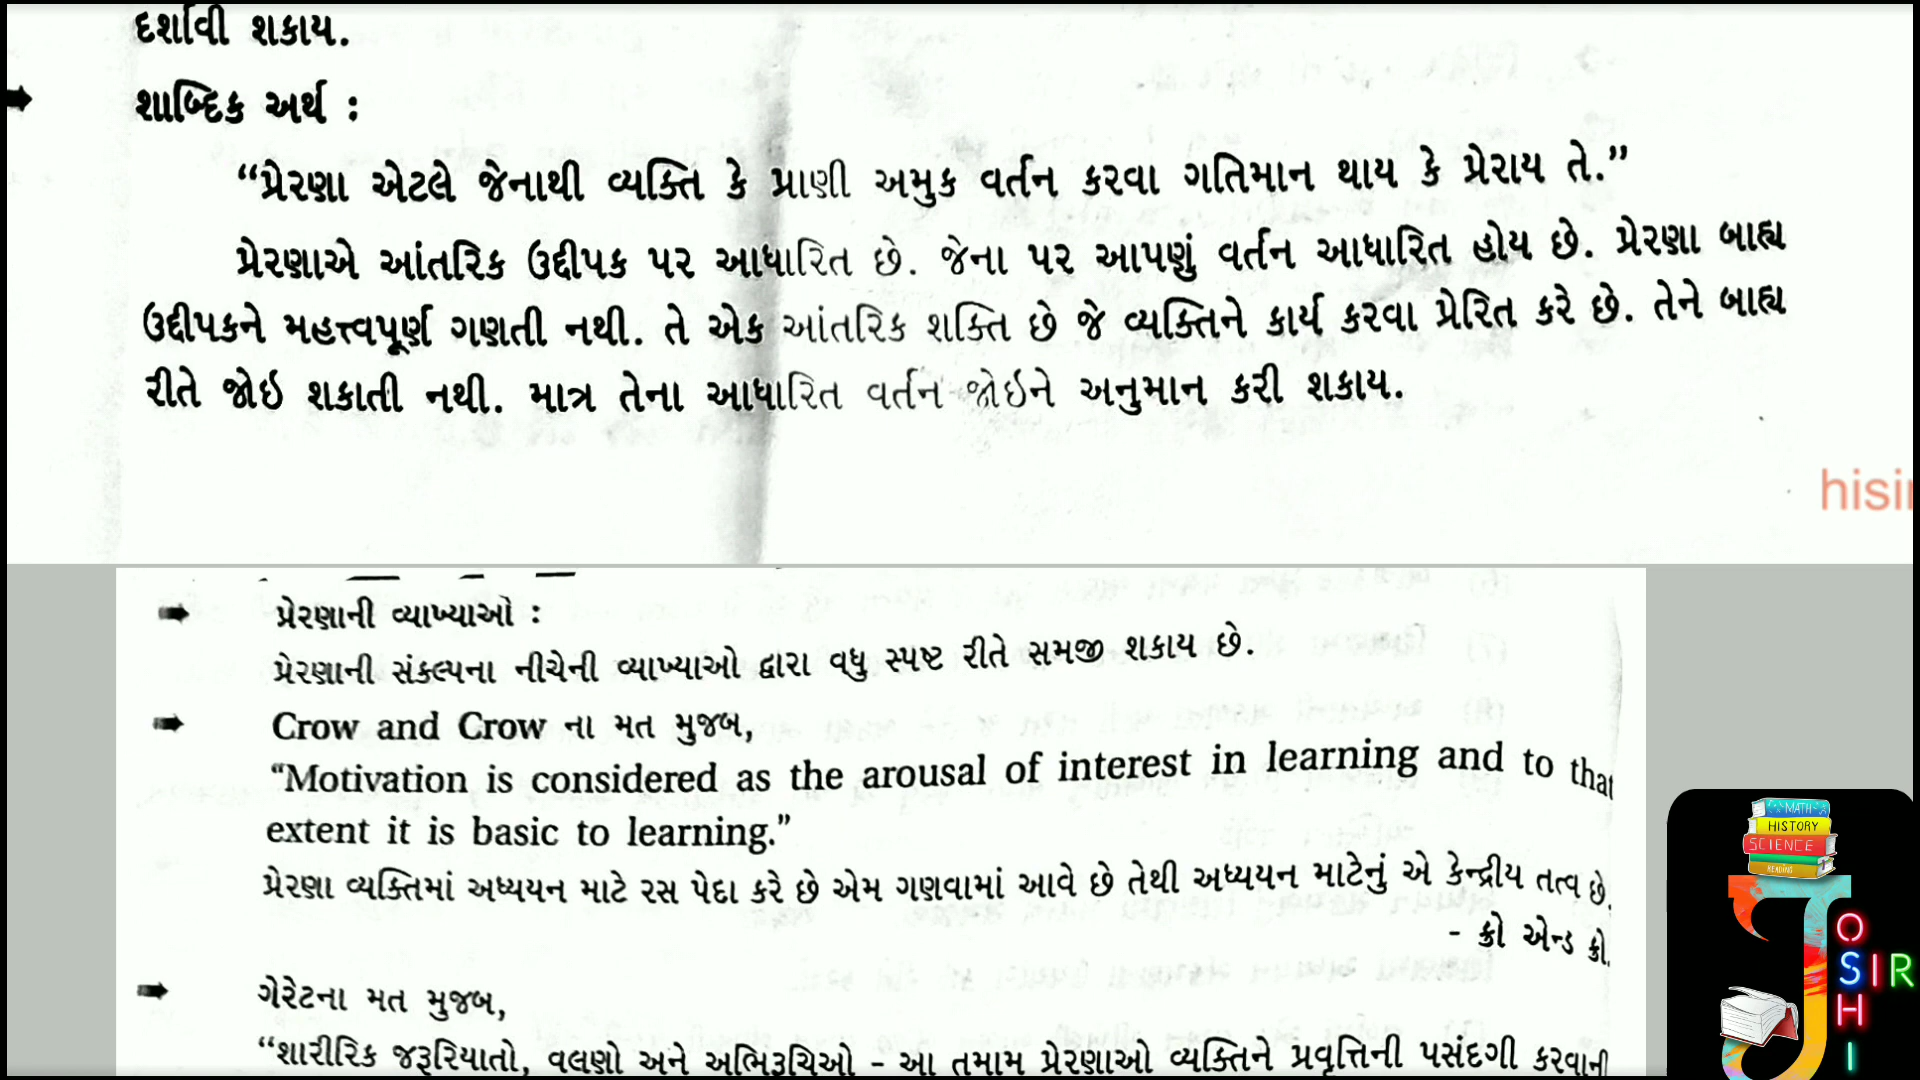 દર્શાવી શકાય.
શાબ્દિક અર્થ :
“પ્રેરણા એટલે જેનાથી વ્યક્તિ કે પ્રાણી અમુક વર્તન કરવા ગતિમાન થાય કે પ્રેરાય તે.”
પ્રેરણાએ આંતરિક ઉદ્દીપક પર આધારિત છે. જેના પર આપણું વર્તન આધારિત હોય છે. પ્રેરણા બાહ્ય
ઉદ્દીપકને મહત્ત્વપૂર્ણ ગણતી નથી. તે એક આંતરિક શક્તિ છે જે વ્યક્તિને કાર્ય કરવા પ્રેરિત કરે છે. તેને બાહ્ય
રીતે જોઇ શકાતી નથી. માત્ર તેના આધારિત વર્તન જોઇને અનુમાન કરી શકાય.
પ્રેરણાની વ્યાખ્યાઓ :
પ્રેરણાની સંકલ્પના નીચેની વ્યાખ્યાઓ દ્વારા વધુ સ્પષ્ટ રીતે સમજી શકાય છે.
Crow and Crow ના મત મુજબ,
“Motivation is considered as the arousal of interest in learning and to that
extent it is basic to learning.”
પ્રેરણા વ્યક્તિમાં અધ્યયન માટે રસ પેદા કરે છે એમ ગણવામાં આવે છે તેથી અધ્યયન માટેનું એ કેન્દ્રીય તત્વ છે.
- ક્રો એન્ડ ક્રો.
ગેરેટના મત મુજબ,
“શારીરિક જરૂરિયાતો, વલણો અને અભિરૂચિઓ - આ તમામ પ્રેરણાઓ વ્યક્તિને પ્રવૃત્તિની પસંદગી કરવાની
MATH
HISTORY
SCIENCE
READING
JOSHI
SIR